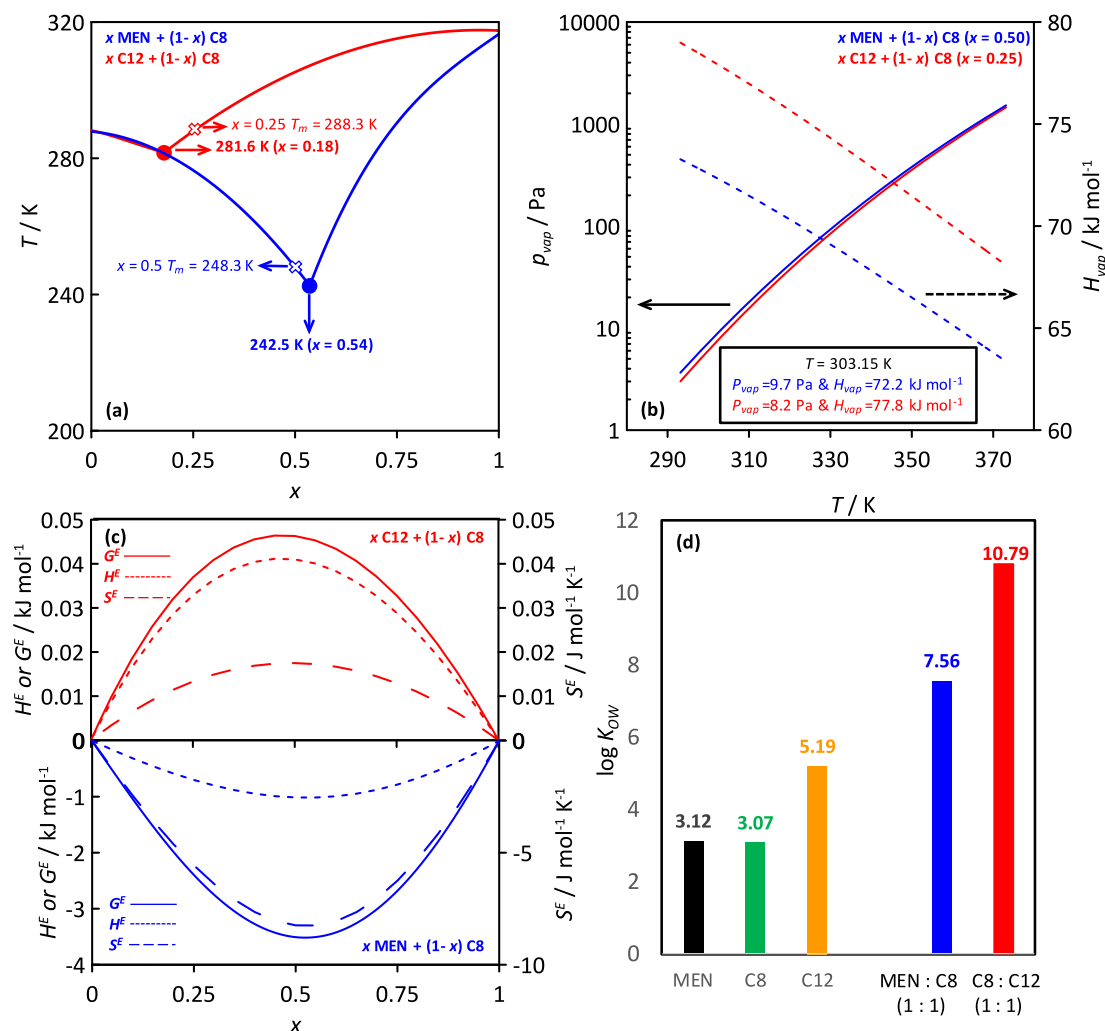 320
280
240
200
T / K
0
0.25
0.5
0.75
1
x
x MEN + (1- x) C8
x C12 + (1- x) C8
x = 0.25 Tₘ = 288.3 K
281.6 K (x = 0.18)
x = 0.5 Tₘ = 248.3 K
242.5 K (x = 0.54)
(a)
10000
1000
100
10
1
p_vap / Pa
x MEN + (1- x) C8 (x = 0.50)
x C12 + (1- x) C8 (x = 0.25)
80
75
70
65
60
H_vap / kJ mol⁻¹
T = 303.15 K
P_vap =9.7 Pa & H_vap =72.2 kJ mol⁻¹
P_vap =8.2 Pa & H_vap =77.8 kJ mol⁻¹
(b)
290
310
330
350
370
T / K
0.05
0.04
0.03
0.02
0.01
0
H^E or G^E / kJ mol⁻¹
(c)
x C12 + (1- x) C8
G^E
H^E
S^E
0.05
0.04
0.03
0.02
0.01
0
S^E / J mol⁻¹ K⁻¹
-1
-2
-3
-4
H^E or G^E / kJ mol⁻¹
G^E
H^E
S^E
x MEN + (1- x) C8
-5
-10
S^E / J mol⁻¹ K⁻¹
0
0.25
0.5
0.75
1
x
12
10
8
6
4
2
0
log K_OW
(d)
3.12
3.07
5.19
7.56
10.79
MEN
C8
C12
MEN : C8
(1 : 1)
C8 : C12
(1 : 1)